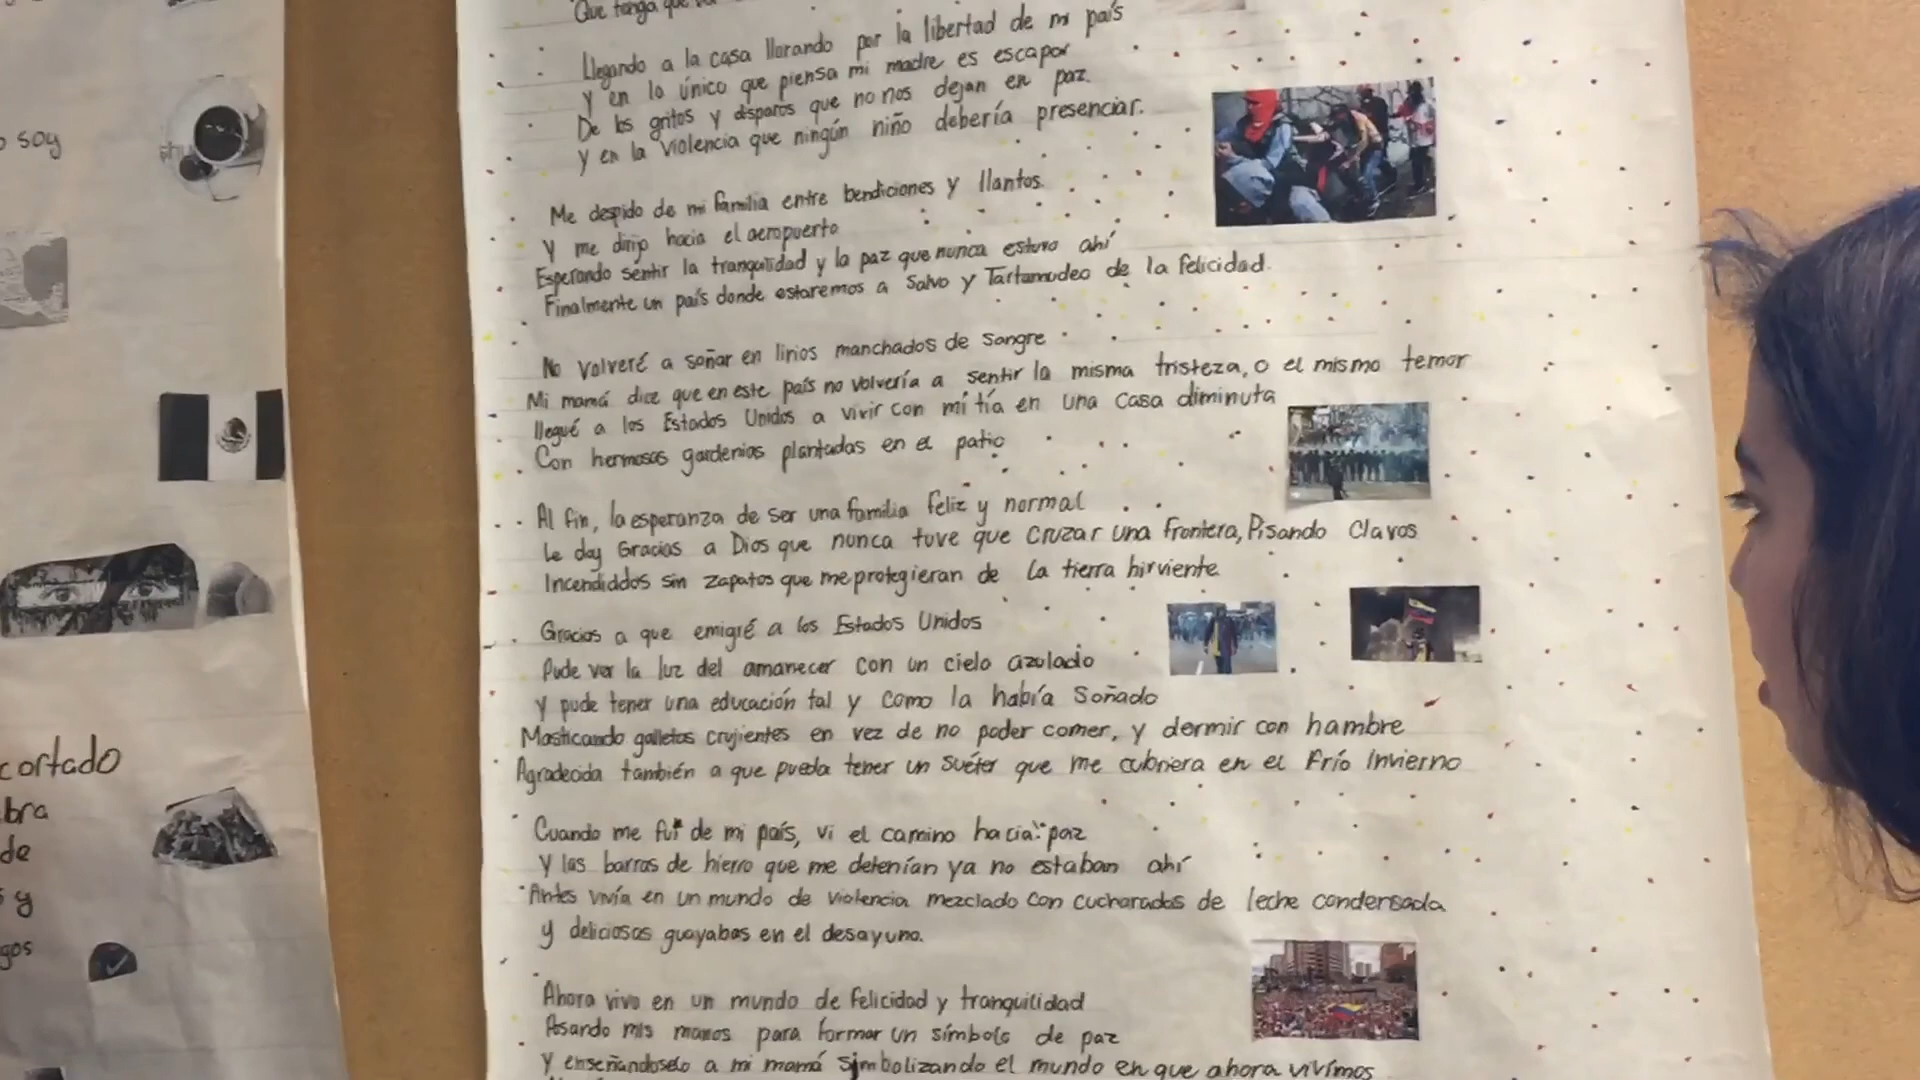 Que tenga que
Llegando a la casa llorando por la libertad de mi país
y en lo único que piensa mi madre es escapar
De los gritos y disparos que no nos dejan en paz.
y en la violencia que ningún niño debería presenciar.
Me despido de mi familia entre bendiciones y llantos.
Y me dirijo hacia el aeropuerto
Esperando sentir la tranquilidad y la paz que nunca estuvo ahí
Finalmente un país donde estaremos a Salvo y Tartamudeo de la felicidad.
No volveré a soñar en lirios manchados de sangre
Mi mamá dice que en este país no volvería a sentir la misma tristeza, o el mismo temor
llegué a los Estados Unidos a vivir con mi tía en una casa diminuta
Con hermosas gardenias plantadas en el patio
Al fin, la esperanza de ser una familia feliz y normal
Le doy Gracias a Dios que nunca tuve que cruzar una frontera, Pisando Clavos
Incendiddos sin zapatos que me protegieran de la tierra hirviente
Gracias a que emigré a los Estados Unidos
Pude ver la luz del amanecer con un cielo azulado
y pude tener una educación tal y como la había Soñado
Masticando galletas crujientes en vez de no poder comer, y dormir con hambre
Agradecida también a que pueda tener un suéter que me cubriera en el Frío Invierno
Cuando me fui de mi país, vi el camino hacia paz
y las barras de hierro que me detenían ya no estaban ahí
Antes vivía en un mundo de violencia mezclado con cucharadas de leche condensada
y deliciosas guayabas en el desayuno.
Ahora vivo en un mundo de felicidad y tranquilidad
Posando mis manos para formar un símbolo de paz
y enseñandoselo a mi mamá simbolizando el mundo en que ahora vivimos
soy
cortado
bra
de
y
gos